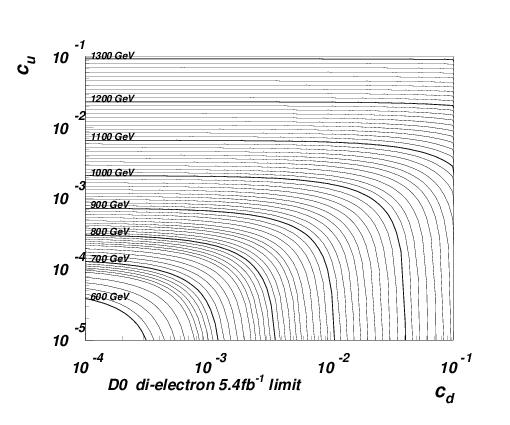 c_u
10^-1
1300 GeV
1200 GeV
10^-2
1100 GeV
1000 GeV
10^-3
900 GeV
800 GeV
10^-4
700 GeV
600 GeV
10^-5
10^-4 10^-3 10^-2 10^-1
D0 di-electron 5.4fb^-1 limit
c_d